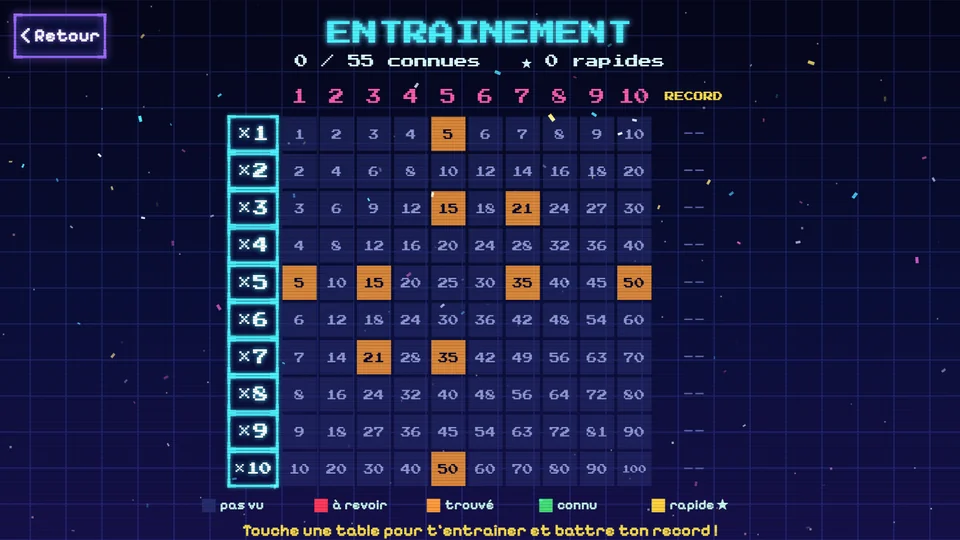 Retour
ENTRAINEMENT
0 / 55 connues ★ 0 rapides
1 2 3 4 5 6 7 8 9 10 RECORD
×1 1 2 3 4 5 6 7 8 9 10 --
×2 2 4 6 8 10 12 14 16 18 20 --
×3 3 6 9 12 15 18 21 24 27 30 --
×4 4 8 12 16 20 24 28 32 36 40 --
×5 5 10 15 20 25 30 35 40 45 50 --
×6 6 12 18 24 30 36 42 48 54 60 --
×7 7 14 21 28 35 42 49 56 63 70 --
×8 8 16 24 32 40 48 56 64 72 80 --
×9 9 18 27 36 45 54 63 72 81 90 --
×10 10 20 30 40 50 60 70 80 90 100 --
pas vu à revoir trouvé connu rapide ★
Touche une table pour t'entrainer et battre ton record !